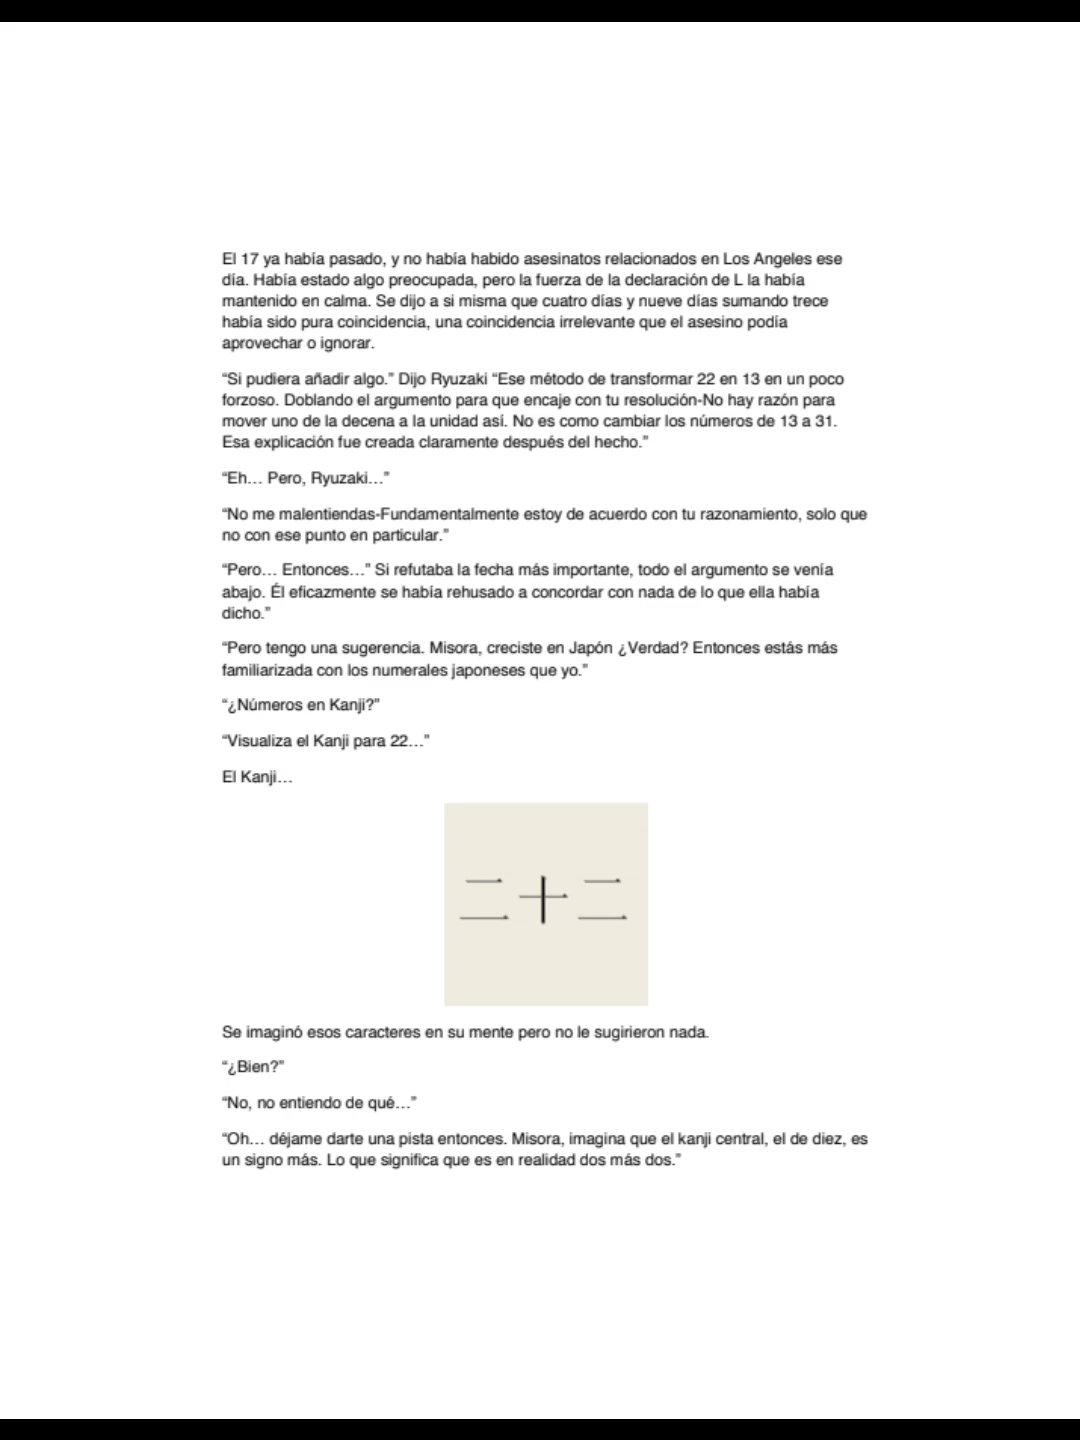 El 17 ya había pasado, y no había habido asesinatos relacionados en Los Angeles ese
día. Había estado algo preocupada, pero la fuerza de la declaración de L la había
mantenido en calma. Se dijo a si misma que cuatro días y nueve días sumando trece
había sido pura coincidencia, una coincidencia irrelevante que el asesino podía
aprovechar o ignorar.
“Si pudiera añadir algo.” Dijo Ryuzaki “Ese método de transformar 22 en 13 en un poco
forzoso. Doblando el argumento para que encaje con tu resolución-No hay razón para
mover uno de la decena a la unidad así. No es como cambiar los números de 13 a 31.
Esa explicación fue creada claramente después del hecho.”
“Eh… Pero, Ryuzaki…”
“No me malentiendas-Fundamentalmente estoy de acuerdo con tu razonamiento, solo que
no con ese punto en particular.”
“Pero… Entonces…” Si refutaba la fecha más importante, todo el argumento se venía
abajo. Él eficazmente se había rehusado a concordar con nada de lo que ella había
dicho.”
“Pero tengo una sugerencia. Misora, creciste en Japón ¿Verdad? Entonces estás más
familiarizada con los numerales japoneses que yo.”
“¿Números en Kanji?”
“Visualiza el Kanji para 22…”
El Kanji…
二十二
Se imaginó esos caracteres en su mente pero no le sugirieron nada.
“¿Bien?”
“No, no entiendo de qué…”
“Oh… déjame darte una pista entonces. Misora, imagina que el kanji central, el de diez, es
un signo más. Lo que significa que es en realidad dos más dos.”